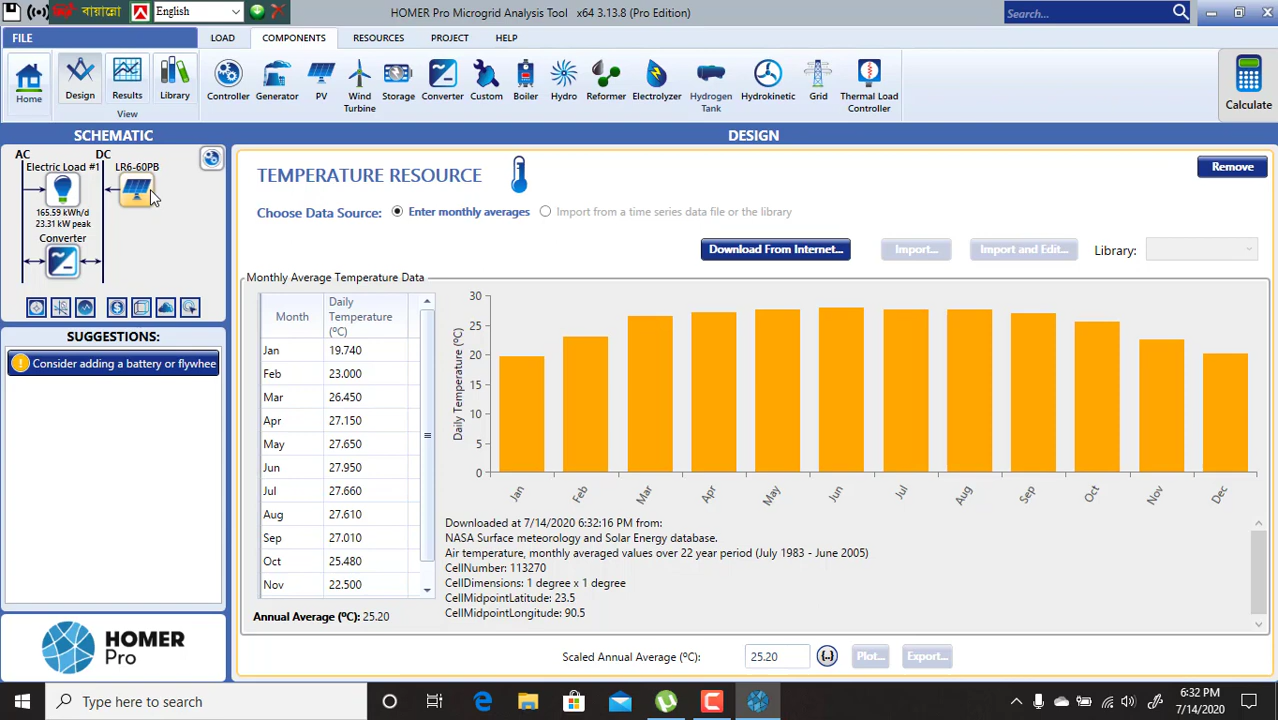 বায়ান্নো English HOMER Pro Microgrid Analysis Tool x64 3.13.8 (Pro Edition) Search...
FILE LOAD COMPONENTS RESOURCES PROJECT HELP
Home Design Results Library Controller Generator PV Wind Turbine Storage Converter Custom Boiler Hydro Reformer Electrolyzer Hydrogen Tank Hydrokinetic Grid Thermal Load Controller Calculate
View
SCHEMATIC
DESIGN
AC DC
Electric Load #1 LR6-60PB
165.59 kWh/d
23.31 kW peak
Converter
SUGGESTIONS:
Consider adding a battery or flywhee
HOMER
Pro
TEMPERATURE RESOURCE
Remove
Choose Data Source: Enter monthly averages Import from a time series data file or the library
Download From Internet... Import... Import and Edit... Library:
Monthly Average Temperature Data
Month Daily Temperature (ºC)
Jan 19.740
Feb 23.000
Mar 26.450
Apr 27.150
May 27.650
Jun 27.950
Jul 27.660
Aug 27.610
Sep 27.010
Oct 25.480
Nov 22.500
Annual Average (ºC): 25.20
Daily Temperature (ºC)
30
25
20
15
10
5
0
Jan Feb Mar Apr May Jun Jul Aug Sep Oct Nov Dec
Downloaded at 7/14/2020 6:32:16 PM from:
NASA Surface meteorology and Solar Energy database.
Air temperature, monthly averaged values over 22 year period (July 1983 - June 2005)
CellNumber: 113270
CellDimensions: 1 degree x 1 degree
CellMidpointLatitude: 23.5
CellMidpointLongitude: 90.5
Scaled Annual Average (ºC): 25.20 {..} Plot... Export...
Type here to search
6:32 PM
7/14/2020